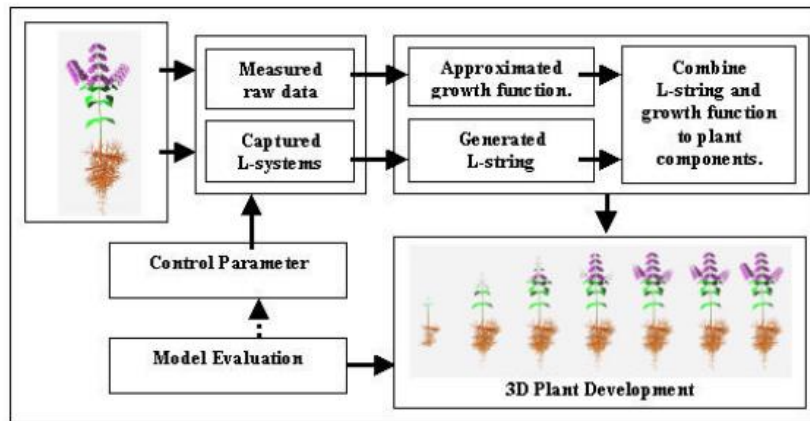 Measured
raw data
Approximated
growth function.
Combine
L-string and
growth function
to plant
components.
Captured
L-systems
Generated
L-string
Control Parameter
Model Evaluation
3D Plant Development